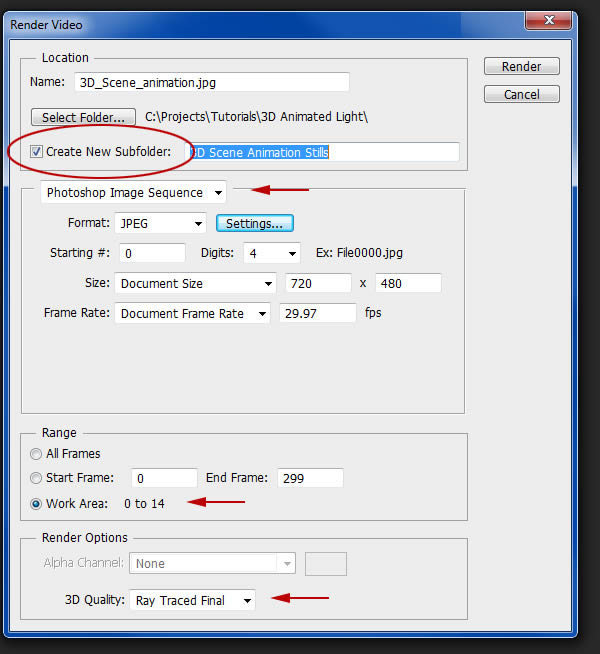 Render Video
Location
Name: 3D_Scene_animation.jpg
Render
Select Folder... C:\Projects\Tutorials\3D Animated Light\
Cancel
Create New Subfolder: 3D Scene Animation Stills
Photoshop Image Sequence
Format: JPEG Settings...
Starting #: 0 Digits: 4 Ex: File0000.jpg
Size: Document Size 720 x 480
Frame Rate: Document Frame Rate 29.97 fps
Range
All Frames
Start Frame: 0 End Frame: 299
Work Area: 0 to 14
Render Options
Alpha Channel: None
3D Quality: Ray Traced Final